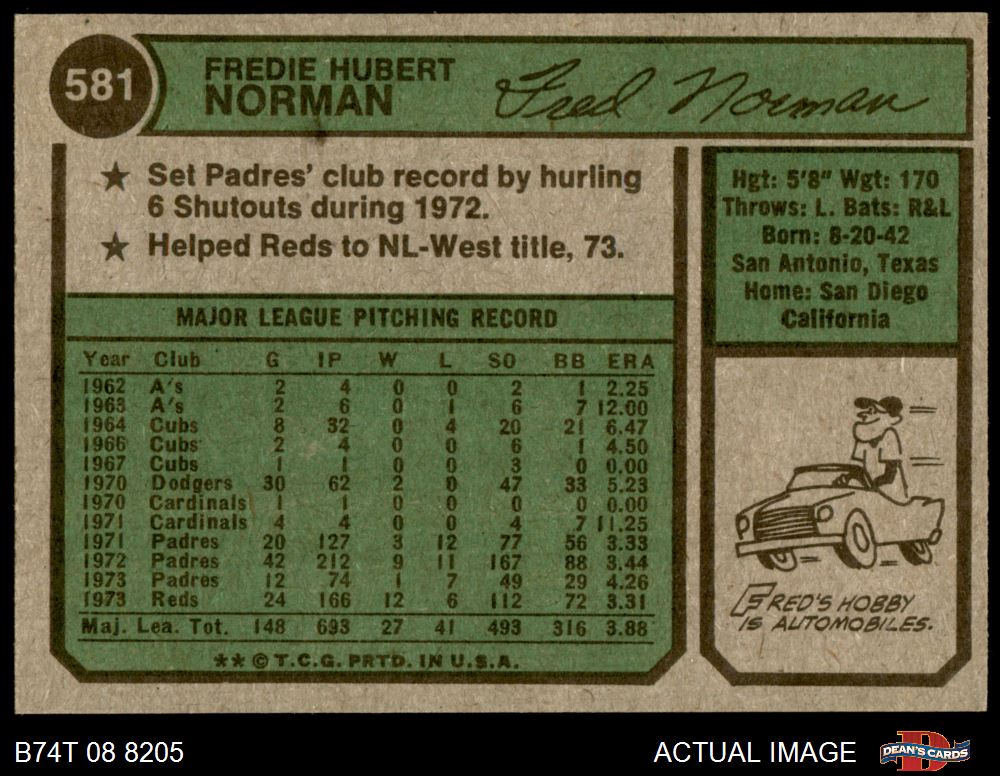 581
FREDIE HUBERT
NORMAN
Fred Norman
★ Set Padres' club record by hurling
6 Shutouts during 1972.
★ Helped Reds to NL-West title, 73.
Hgt: 5'8" Wgt: 170
Throws: L. Bats: R&L
Born: 8-20-42
San Antonio, Texas
Home: San Diego
California
MAJOR LEAGUE PITCHING RECORD
Year Club G IP W L SO BB ERA
1962 A's 2 4 0 0 2 1 2.25
1963 A's 2 6 0 1 6 7 12.00
1964 Cubs 8 32 0 4 20 21 6.47
1966 Cubs 2 4 0 0 6 1 4.50
1967 Cubs 1 1 0 0 3 0 0.00
1970 Dodgers 30 62 2 0 47 33 5.23
1970 Cardinals 1 1 0 0 0 0 0.00
1971 Cardinals 4 4 0 0 4 7 11.25
1971 Padres 20 127 3 12 77 56 3.33
1972 Padres 42 212 9 11 167 88 3.44
1973 Padres 12 74 1 7 49 29 4.26
1973 Reds 24 166 12 6 112 72 3.31
Maj. Lea. Tot. 148 693 27 41 493 316 3.88
** © T.C.G. PRTD. IN U.S.A.
FRED'S HOBBY
IS AUTOMOBILES.
B74T 08 8205
ACTUAL IMAGE
DEAN'S CARDS